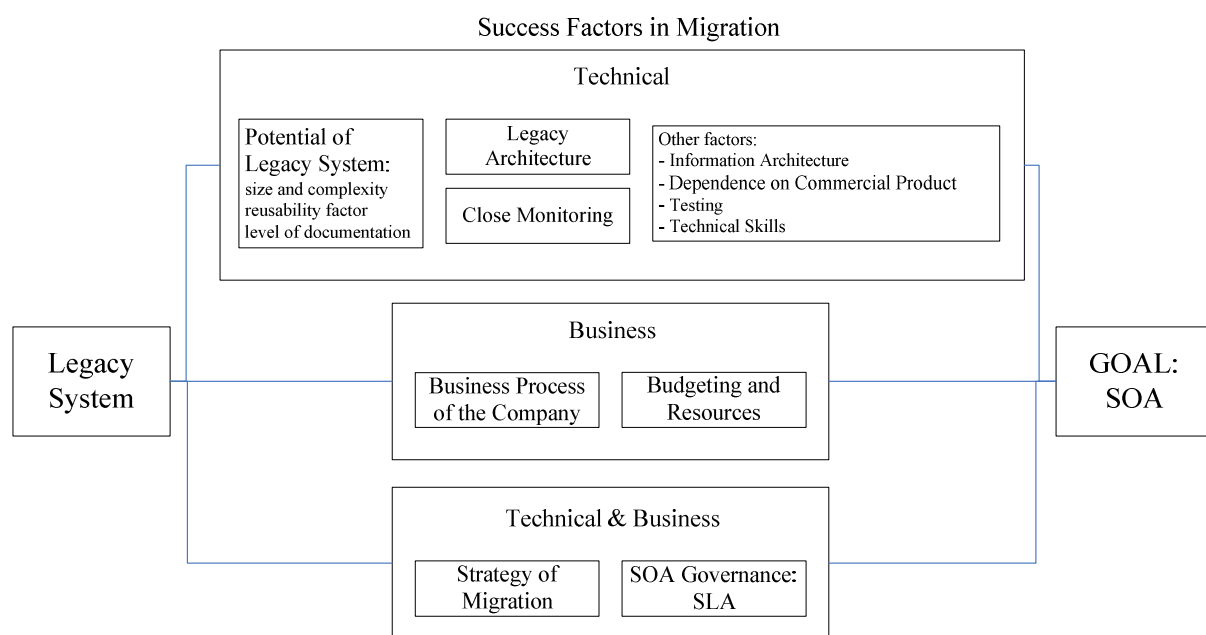 Success Factors in Migration
Technical
Potential of
Legacy System:
size and complexity
reusability factor
level of documentation
Legacy
Architecture
Close Monitoring
Other factors:
- Information Architecture
- Dependence on Commercial Product
- Testing
- Technical Skills
Legacy
System
Business
Business Process
of the Company
Budgeting and
Resources
Technical & Business
Strategy of
Migration
SOA Governance:
SLA
GOAL:
SOA